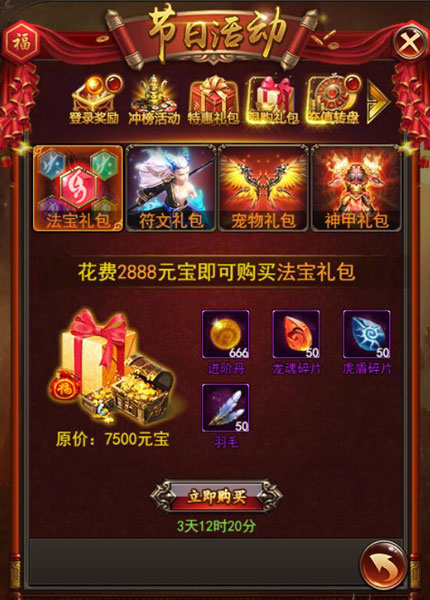 节日活动
福
登录奖励 冲榜活动 特惠礼包 限购礼包 充值转盘
法宝礼包 符文礼包 宠物礼包 神甲礼包
花费2888元宝即可购买法宝礼包
666 50 50
进阶丹 龙魂碎片 虎盾碎片
福
50
羽毛
原价：7500元宝
立即购买
3天12时20分